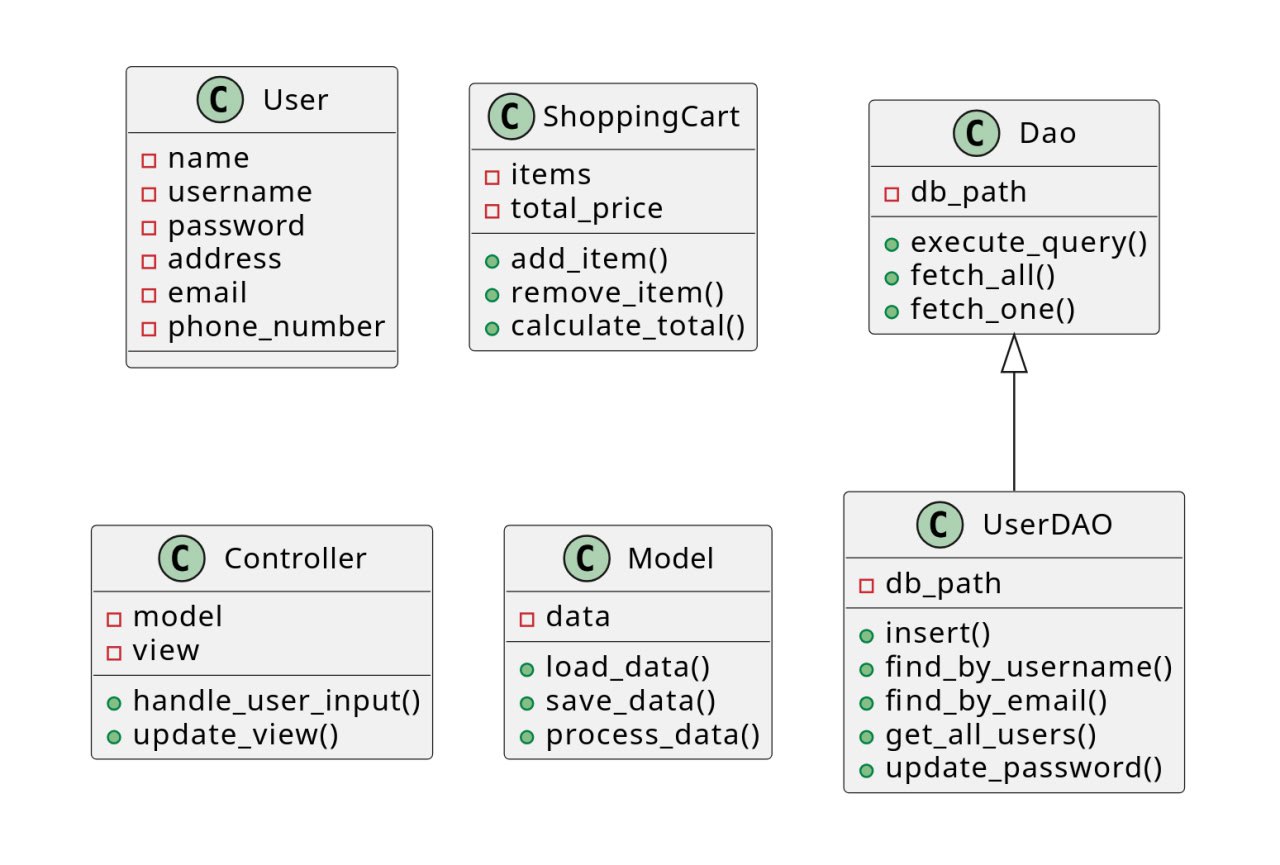 C User
name
username
password
address
email
phone_number
C ShoppingCart
items
total_price
add_item()
remove_item()
calculate_total()
C Dao
db_path
execute_query()
fetch_all()
fetch_one()
C Controller
model
view
handle_user_input()
update_view()
C Model
data
load_data()
save_data()
process_data()
C UserDAO
db_path
insert()
find_by_username()
find_by_email()
get_all_users()
update_password()